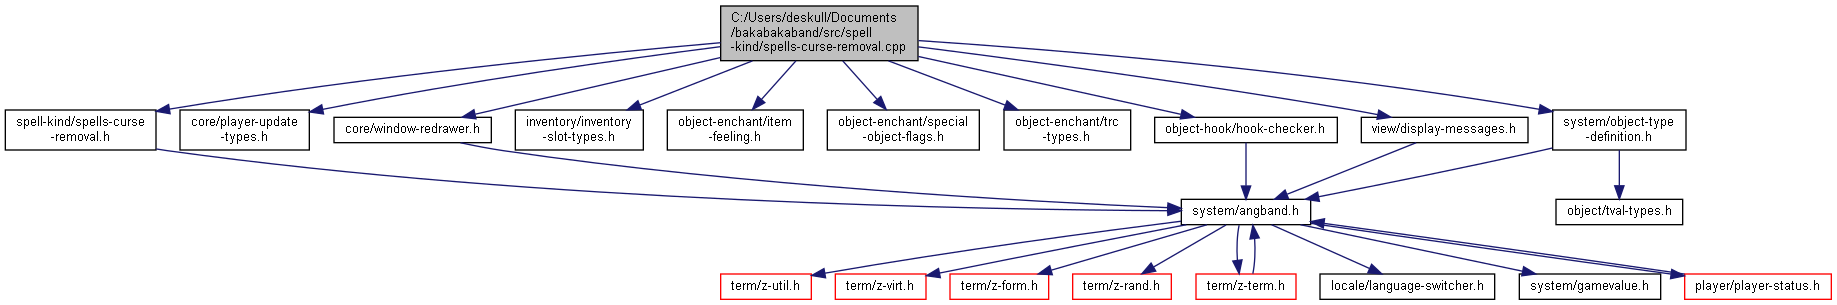 C:/Users/deskull/Documents
/bakabakaband/src/spell
-kind/spells-curse-removal.cpp
spell-kind/spells-curse
-removal.h
core/player-update
-types.h
core/window-redrawer.h
inventory/inventory
-slot-types.h
object-enchant/item
-feeling.h
object-enchant/special
-object-flags.h
object-enchant/trc
-types.h
object-hook/hook-checker.h
view/display-messages.h
system/object-type
-definition.h
system/angband.h
object/tval-types.h
term/z-util.h
term/z-virt.h
term/z-form.h
term/z-rand.h
term/z-term.h
locale/language-switcher.h
system/gamevalue.h
player/player-status.h